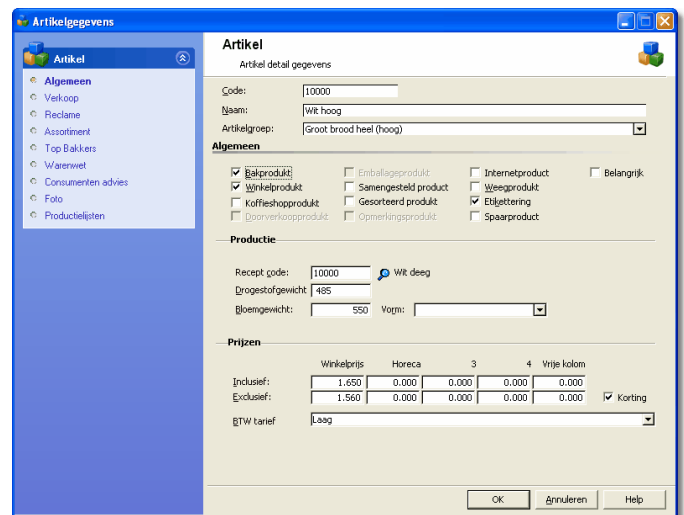 Artikelgegevens
Artikel
Algemeen
Verkoop
Reclame
Assortiment
Top Bakkers
Warenwet
Consumenten advies
Foto
Productielijsten
Artikel
Artikel detail gegevens
Code: 10000
Naam: Wit hoog
Artikelgroep: Groot brood heel (hoog)
Algemeen
Bakprodukt Emballageprodukt Internetproduct Belangrijk
Winkelprodukt Samengesteld product Weegprodukt
Koffieshopprodukt Gesorteerd produkt Etikettering
Doorverkoopprodukt Opmerkingsprodukt Spaarproduct
Productie
Recept code: 10000 Wit deeg
Drogestofgewicht 485
Bloemgewicht: 550 Vorm:
Prijzen
Winkelprijs Horeca 3 4 Vrije kolom
Inclusief: 1.650 0.000 0.000 0.000 0.000
Exclusief: 1.560 0.000 0.000 0.000 0.000 Korting
BTW tarief Laag
OK Annuleren Help